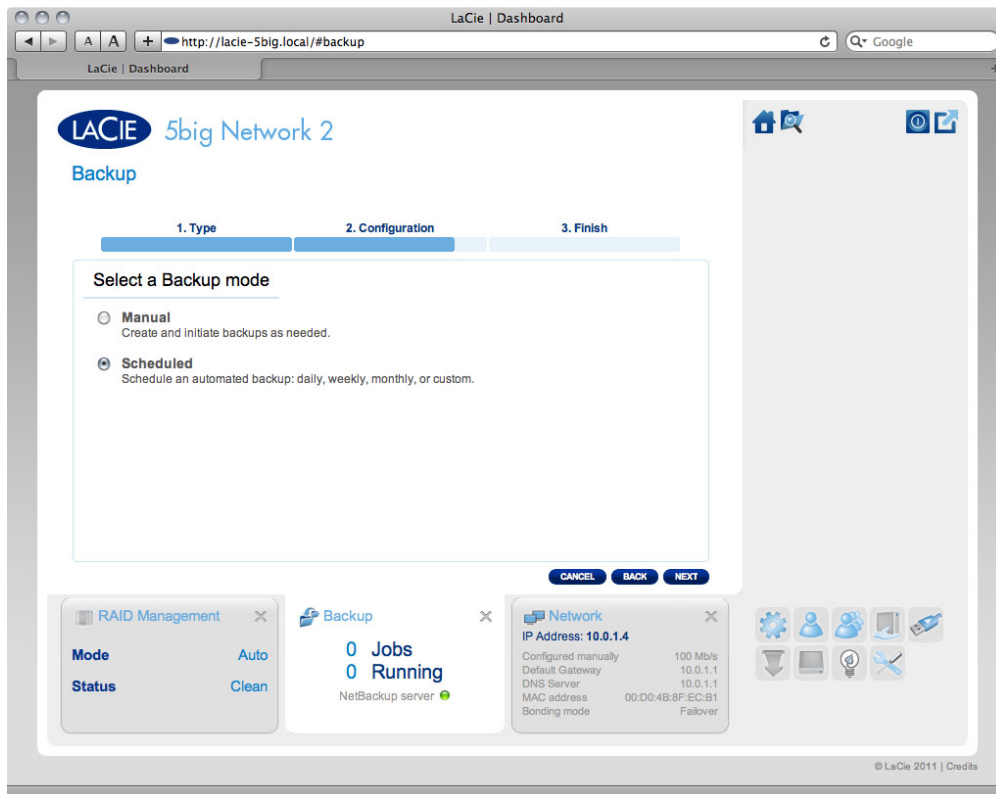 LaCie | Dashboard
A A + http://lacie-5big.local/#backup Google
LaCie | Dashboard
LACIE 5big Network 2
Backup
1. Type 2. Configuration 3. Finish
Select a Backup mode
Manual
Create and initiate backups as needed.
Scheduled
Schedule an automated backup: daily, weekly, monthly, or custom.
CANCEL BACK NEXT
RAID Management
Mode Auto
Status Clean
Backup
0 Jobs
0 Running
NetBackup server
Network
IP Address: 10.0.1.4
Configured manually 100 Mb/s
Default Gateway 10.0.1.1
DNS Server 10.0.1.1
MAC address 00:D0:4B:8F:EC:B1
Bonding mode Failover
© LaCie 2011 | Credits